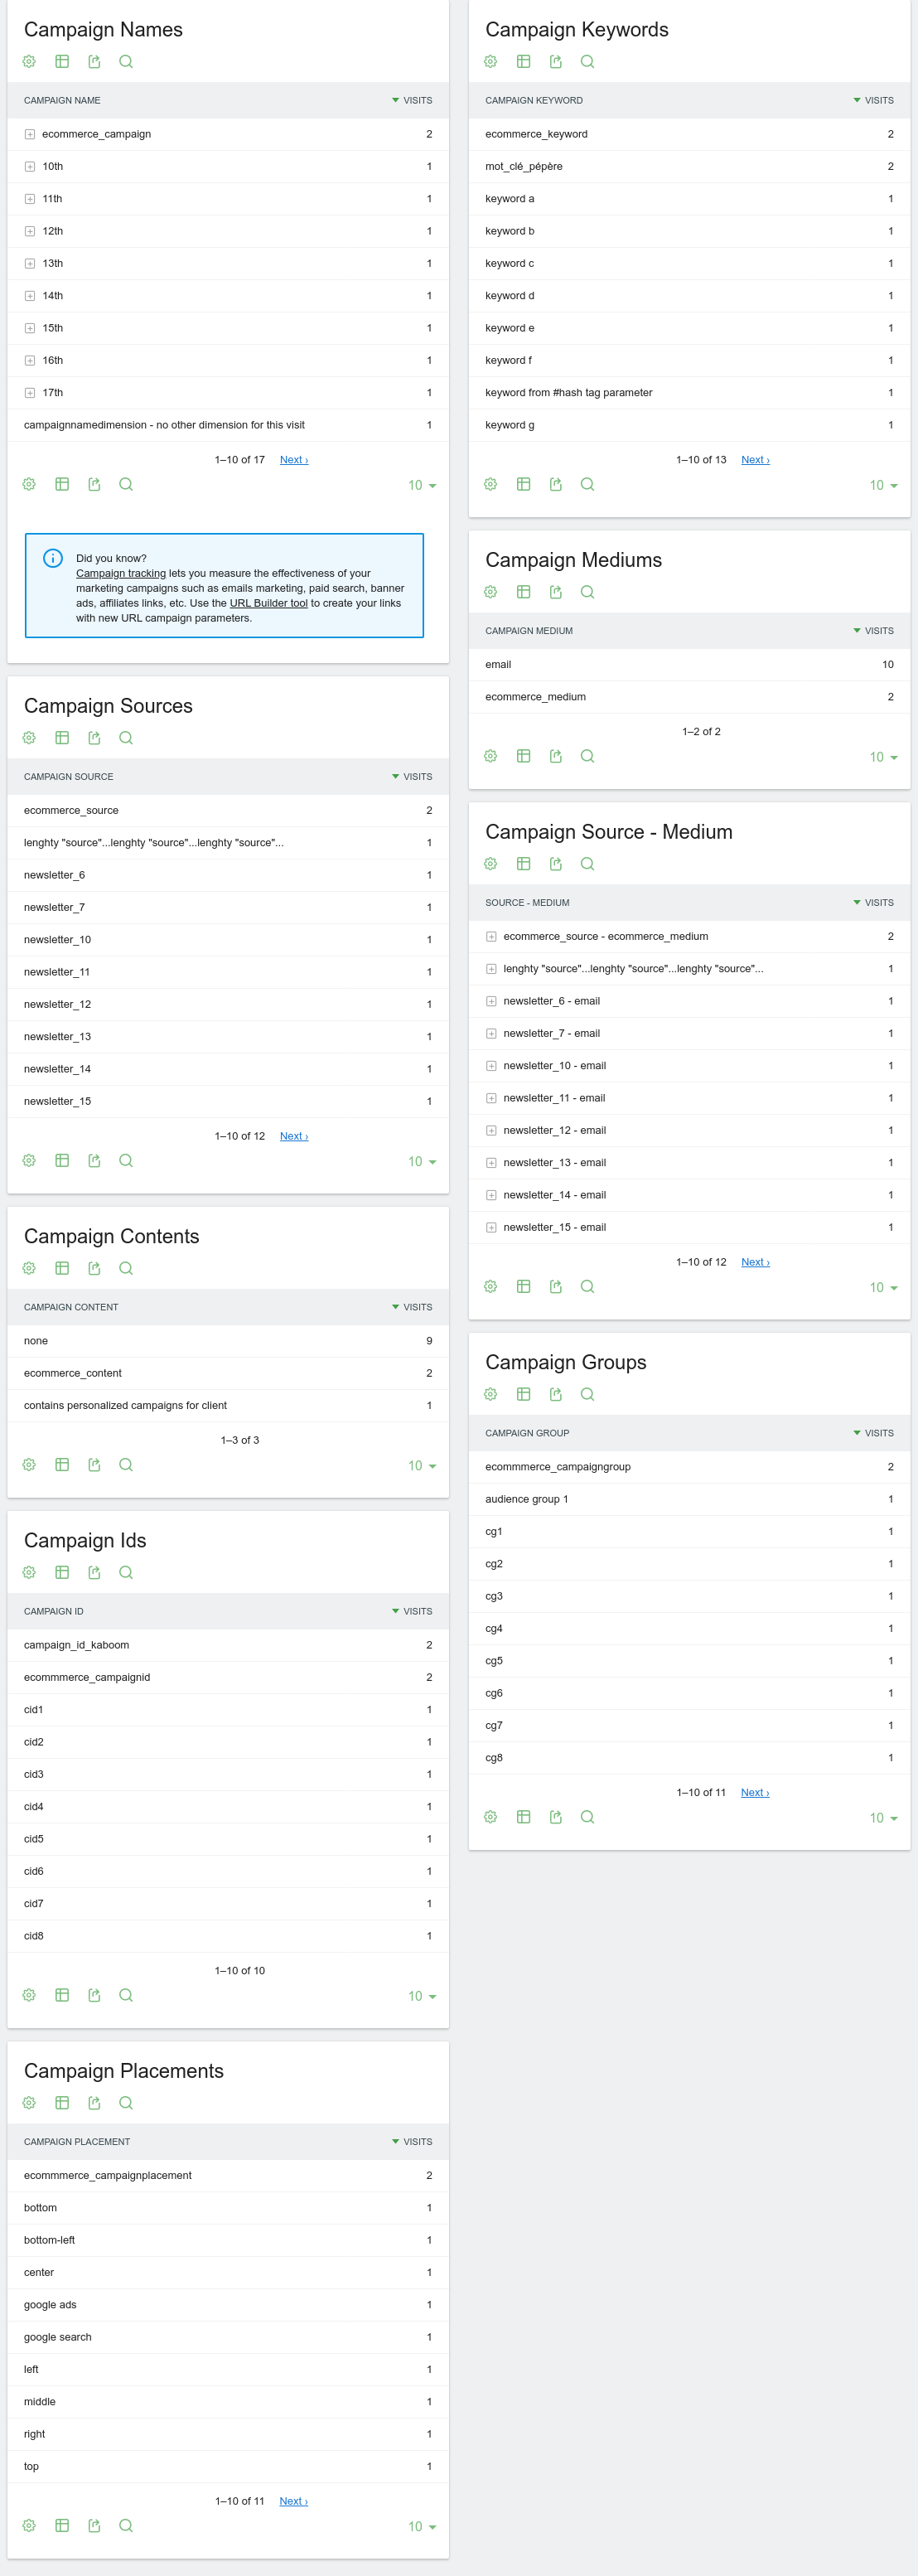 Campaign Names
CAMPAIGN NAME VISITS
ecommerce_campaign 2
10th 1
11th 1
12th 1
13th 1
14th 1
15th 1
16th 1
17th 1
campaignnamedimension - no other dimension for this visit 1
1–10 of 17 Next ›
10
Did you know?
Campaign tracking lets you measure the effectiveness of your
marketing campaigns such as emails marketing, paid search, banner
ads, affiliates links, etc. Use the URL Builder tool to create your links
with new URL campaign parameters.
Campaign Sources
CAMPAIGN SOURCE VISITS
ecommerce_source 2
lenghty "source"...lenghty "source"...lenghty "source"... 1
newsletter_6 1
newsletter_7 1
newsletter_10 1
newsletter_11 1
newsletter_12 1
newsletter_13 1
newsletter_14 1
newsletter_15 1
1–10 of 12 Next ›
10
Campaign Contents
CAMPAIGN CONTENT VISITS
none 9
ecommerce_content 2
contains personalized campaigns for client 1
1–3 of 3
10
Campaign Ids
CAMPAIGN ID VISITS
campaign_id_kaboom 2
ecommmerce_campaignid 2
cid1 1
cid2 1
cid3 1
cid4 1
cid5 1
cid6 1
cid7 1
cid8 1
1–10 of 10
10
Campaign Placements
CAMPAIGN PLACEMENT VISITS
ecommmerce_campaignplacement 2
bottom 1
bottom-left 1
center 1
google ads 1
google search 1
left 1
middle 1
right 1
top 1
1–10 of 11 Next ›
10
Campaign Keywords
CAMPAIGN KEYWORD VISITS
ecommerce_keyword 2
mot_clé_pépère 2
keyword a 1
keyword b 1
keyword c 1
keyword d 1
keyword e 1
keyword f 1
keyword from #hash tag parameter 1
keyword g 1
1–10 of 13 Next ›
10
Campaign Mediums
CAMPAIGN MEDIUM VISITS
email 10
ecommerce_medium 2
1–2 of 2
10
Campaign Source - Medium
SOURCE - MEDIUM VISITS
ecommerce_source - ecommerce_medium 2
lenghty "source"...lenghty "source"...lenghty "source"... 1
newsletter_6 - email 1
newsletter_7 - email 1
newsletter_10 - email 1
newsletter_11 - email 1
newsletter_12 - email 1
newsletter_13 - email 1
newsletter_14 - email 1
newsletter_15 - email 1
1–10 of 12 Next ›
10
Campaign Groups
CAMPAIGN GROUP VISITS
ecommmerce_campaigngroup 2
audience group 1 1
cg1 1
cg2 1
cg3 1
cg4 1
cg5 1
cg6 1
cg7 1
cg8 1
1–10 of 11 Next ›
10